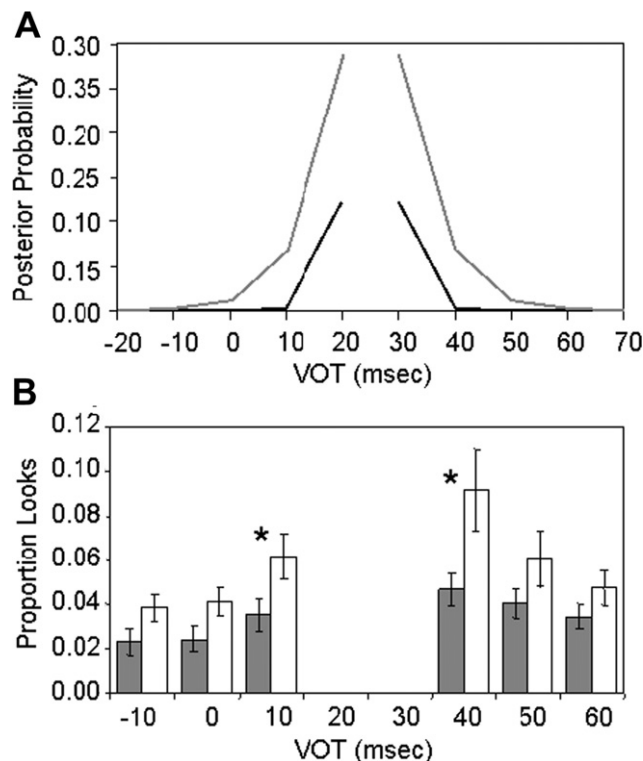 A
0.30
0.35
0.20
0.25
0.10
0.15
0.00
Posterior Probability
-20 -10 0 10 20 30 40 50 60 70
VOT (msec)
B
0.12
0.10
0.08
0.06
0.04
0.02
0.00
Proportion Looks
* *
-10 0 10 20 30 40 50 60
VOT (msec)